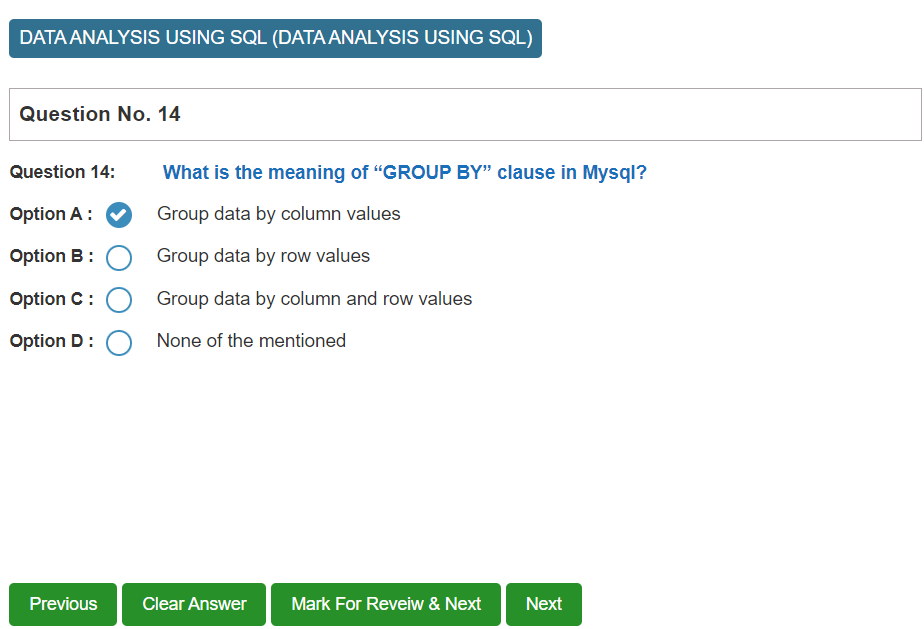 DATA ANALYSIS USING SQL (DATA ANALYSIS USING SQL)
Question No. 14
Question 14: What is the meaning of “GROUP BY” clause in Mysql?
Option A : Group data by column values
Option B : Group data by row values
Option C : Group data by column and row values
Option D : None of the mentioned
Previous Clear Answer Mark For Reveiw & Next Next